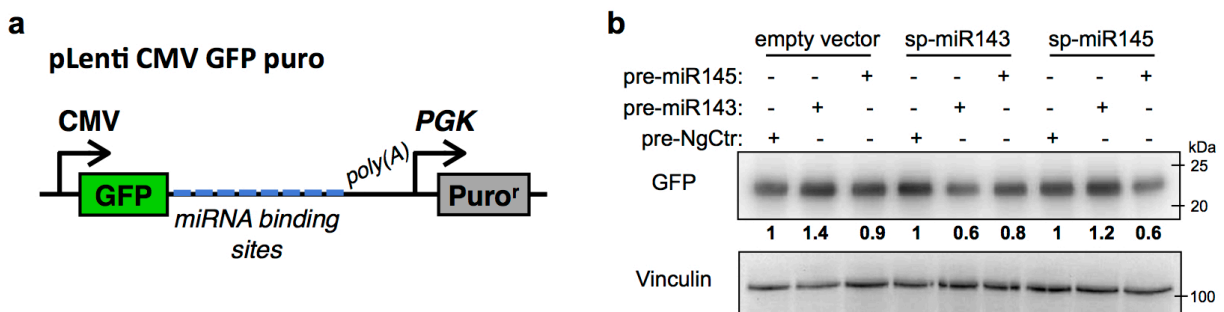 a
pLenti CMV GFP puro
CMV
PGK
poly(A)
GFP
Puroʳ
miRNA binding
sites
b
empty vector sp-miR143 sp-miR145
pre-miR145: - - + - - + - - +
pre-miR143: - + - - + - - + -
pre-NgCtr: + - - + - - + - -
kDa
GFP
25
20
1 1.4 0.9 1 0.6 0.8 1 1.2 0.6
Vinculin
100